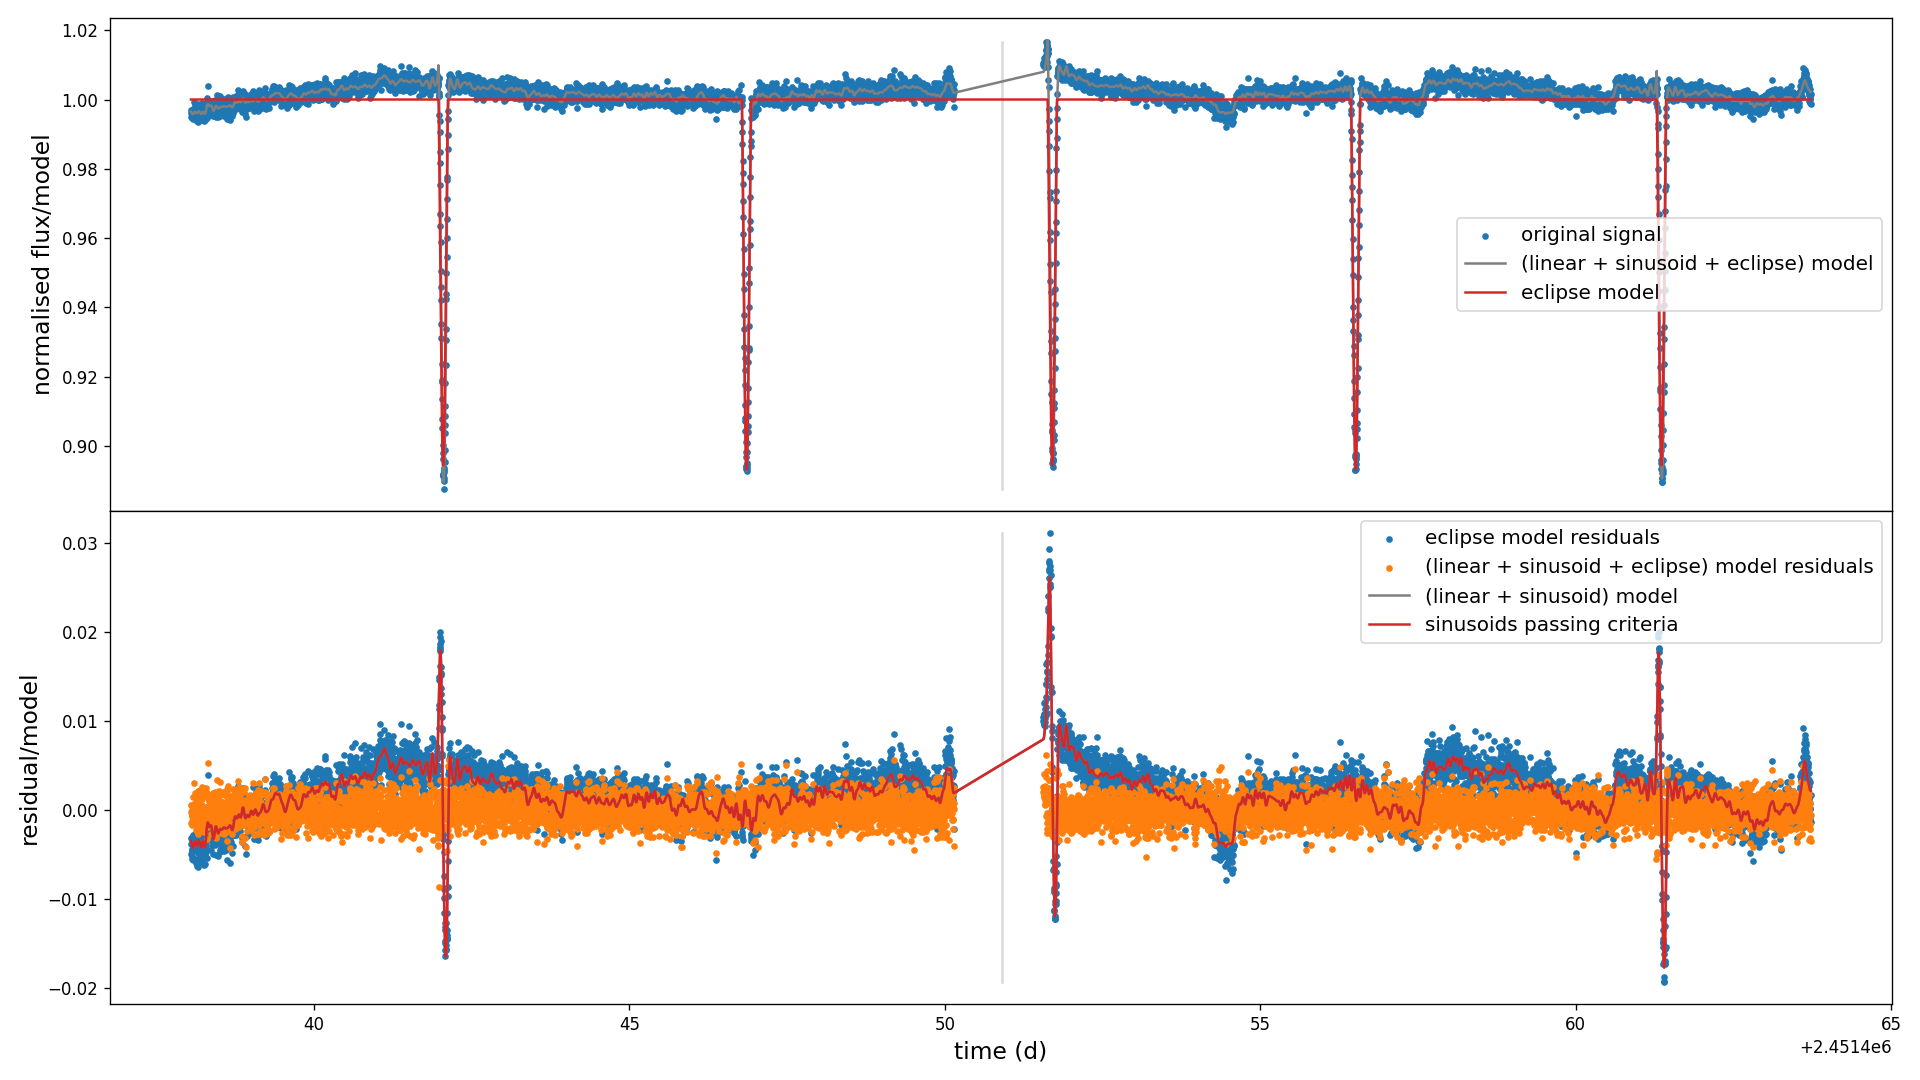 1.02
1.00
0.98
0.96
0.94
0.92
0.90
normalised flux/model
original signal
(linear + sinusoid + eclipse) model
eclipse model
0.03
0.02
0.01
0.00
−0.01
−0.02
residual/model
eclipse model residuals
(linear + sinusoid + eclipse) model residuals
(linear + sinusoid) model
sinusoids passing criteria
40 45 50 55 60 65
time (d)
+2.4514e6